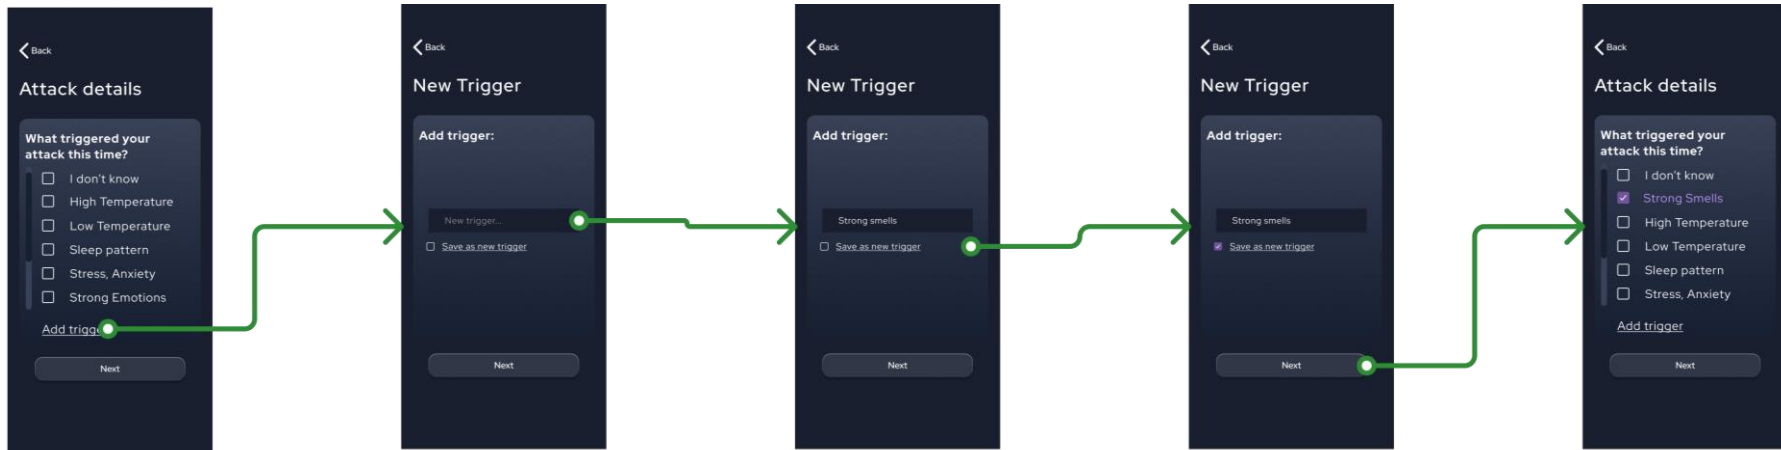 Back
Attack details
What triggered your
attack this time?
I don't know
High Temperature
Low Temperature
Sleep pattern
Stress, Anxiety
Strong Emotions
Add trigge
Next
Back
New Trigger
Add trigger:
New trigger...
Save as new trigger
Next
Back
New Trigger
Add trigger:
Strong smells
Save as new trigger
Next
Back
New Trigger
Add trigger:
Strong smells
Save as new trigger
Next
Back
Attack details
What triggered your
attack this time?
I don't know
Strong Smells
High Temperature
Low Temperature
Sleep pattern
Stress, Anxiety
Add trigger
Next